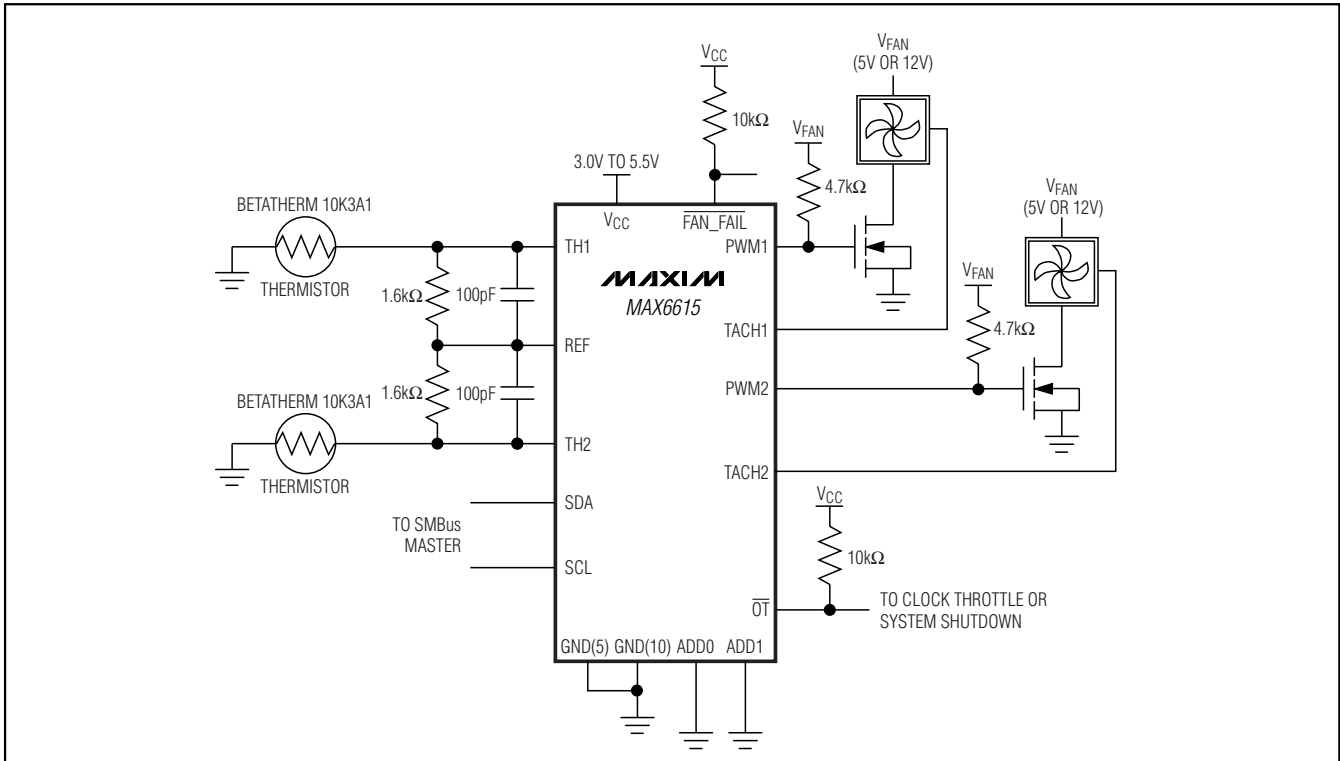 VCC
10kΩ
3.0V TO 5.5V
VCC
FAN_FAIL
VFAN
(5V OR 12V)
VFAN
4.7kΩ
BETATHERM 10K3A1
THERMISTOR
TH1
PWM1
MAXIM
MAX6615
1.6kΩ
100pF
REF
TACH1
VFAN
(5V OR 12V)
VFAN
4.7kΩ
1.6kΩ
100pF
PWM2
BETATHERM 10K3A1
THERMISTOR
TH2
TACH2
SDA
TO SMBus
MASTER
SCL
VCC
10kΩ
OT
TO CLOCK THROTTLE OR
SYSTEM SHUTDOWN
GND(5) GND(10) ADD0 ADD1